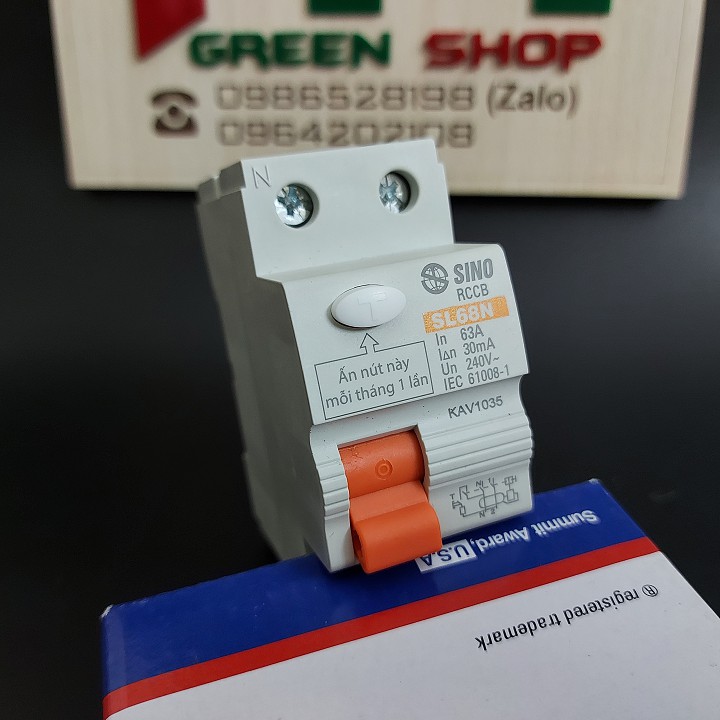 GREEN SHOP
0986528198 (Zalo)
0964202108
N
SINO
RCCB
SL68N
In 63A
IΔn 30mA
Un 240V~
IEC 61008-1
T
Ấn nút này
mỗi tháng 1 lần
KAV1035
O
Summit Award, U.S.A
® registered trademark